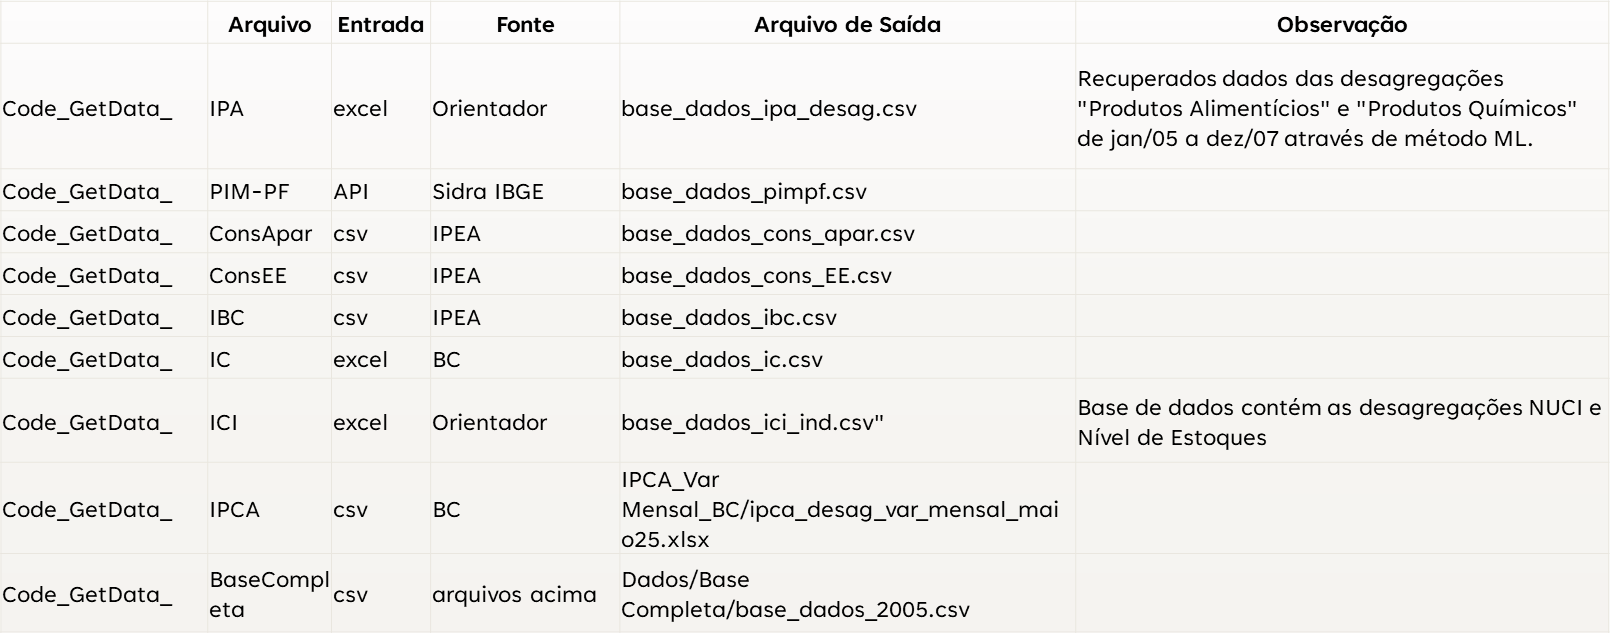 Arquivo Entrada Fonte Arquivo de Saída Observação
Recuperados dados das desagregações
Code_GetData_ IPA excel Orientador base_dados_ipa_desag.csv "Produtos Alimentícios" e "Produtos Químicos"
de jan/05 a dez/07 através de método ML.
Code_GetData_ PIM-PF API Sidra IBGE base_dados_pimpf.csv
Code_GetData_ ConsApar csv IPEA base_dados_cons_apar.csv
Code_GetData_ ConsEE csv IPEA base_dados_cons_EE.csv
Code_GetData_ IBC csv IPEA base_dados_ibc.csv
Code_GetData_ IC excel BC base_dados_ic.csv
Code_GetData_ ICI excel Orientador base_dados_ici_ind.csv" Base de dados contém as desagregações NUCI e
Nível de Estoques
IPCA_Var
Code_GetData_ IPCA csv BC Mensal_BC/ipca_desag_var_mensal_mai
o25.xlsx
Code_GetData_ BaseCompl csv arquivos acima Dados/Base
eta Completa/base_dados_2005.csv